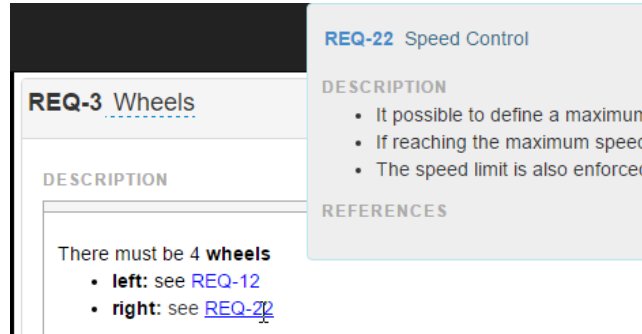 REQ-22 Speed Control
DESCRIPTION
• It possible to define a maximum
• If reaching the maximum speed
• The speed limit is also enforced
REFERENCES
REQ-3 Wheels
DESCRIPTION
There must be 4 wheels
• left: see REQ-12
• right: see REQ-22